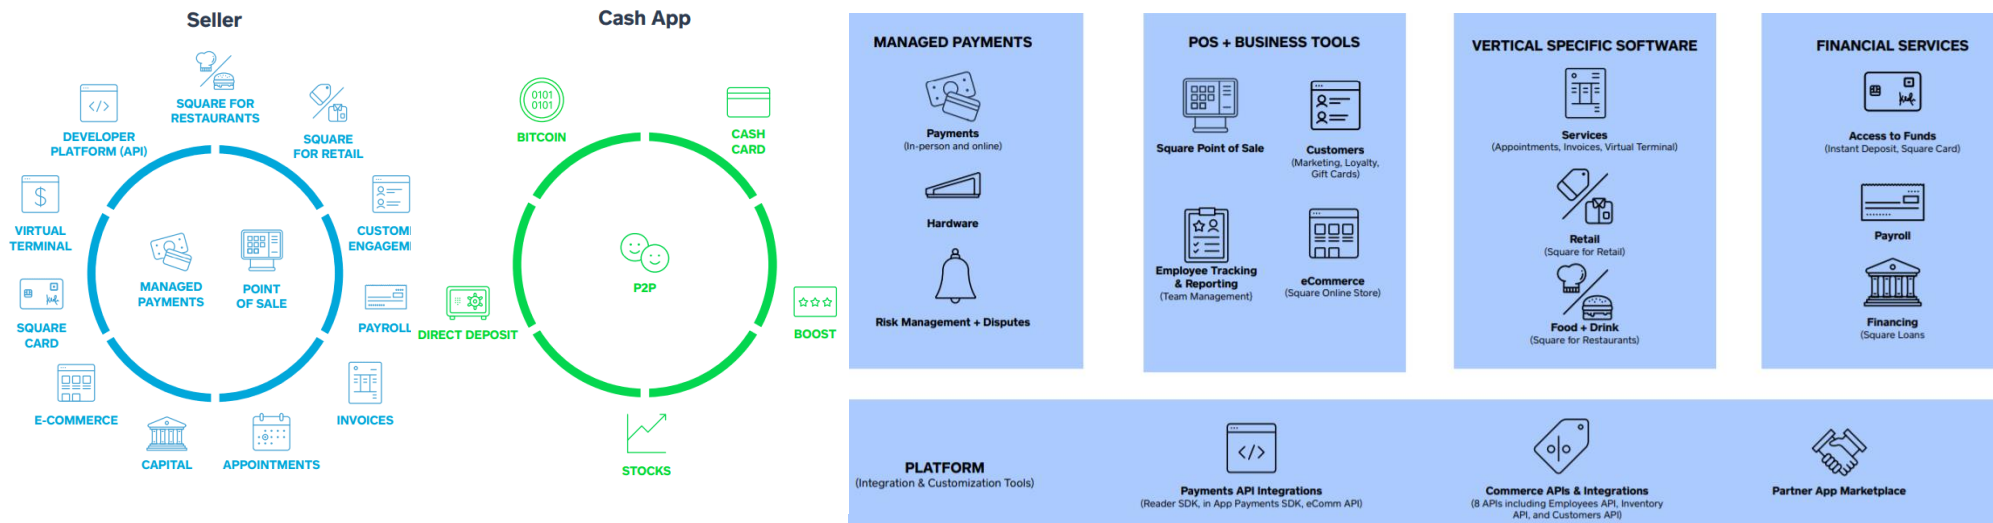 Seller
SQUARE FOR
RESTAURANTS
DEVELOPER
PLATFORM (API)
SQUARE
FOR RETAIL
VIRTUAL
TERMINAL
CUSTOM
ENGAGEM
MANAGED
PAYMENTS
POINT
OF SALE
SQUARE
CARD
PAYROLL
E-COMMERCE
INVOICES
CAPITAL
APPOINTMENTS
Cash App
0101
0101
BITCOIN
CASH
CARD
P2P
DIRECT DEPOSIT
BOOST
STOCKS
MANAGED PAYMENTS
Payments
(In-person and online)
Hardware
Risk Management + Disputes
POS + BUSINESS TOOLS
Square Point of Sale
Customers
(Marketing, Loyalty,
Gift Cards)
Employee Tracking
& Reporting
(Team Management)
eCommerce
(Square Online Store)
VERTICAL SPECIFIC SOFTWARE
Services
(Appointments, Invoices, Virtual Terminal)
Retail
(Square for Retail)
Food + Drink
(Square for Restaurants)
FINANCIAL SERVICES
Access to Funds
(Instant Deposit, Square Card)
Payroll
Financing
(Square Loans
PLATFORM
(Integration & Customization Tools)
Payments API Integrations
(Reader SDK, in App Payments SDK, eComm API)
Commerce APIs & Integrations
(8 APIs including Employees API, Inventory
API, and Customers API)
Partner App Marketplace